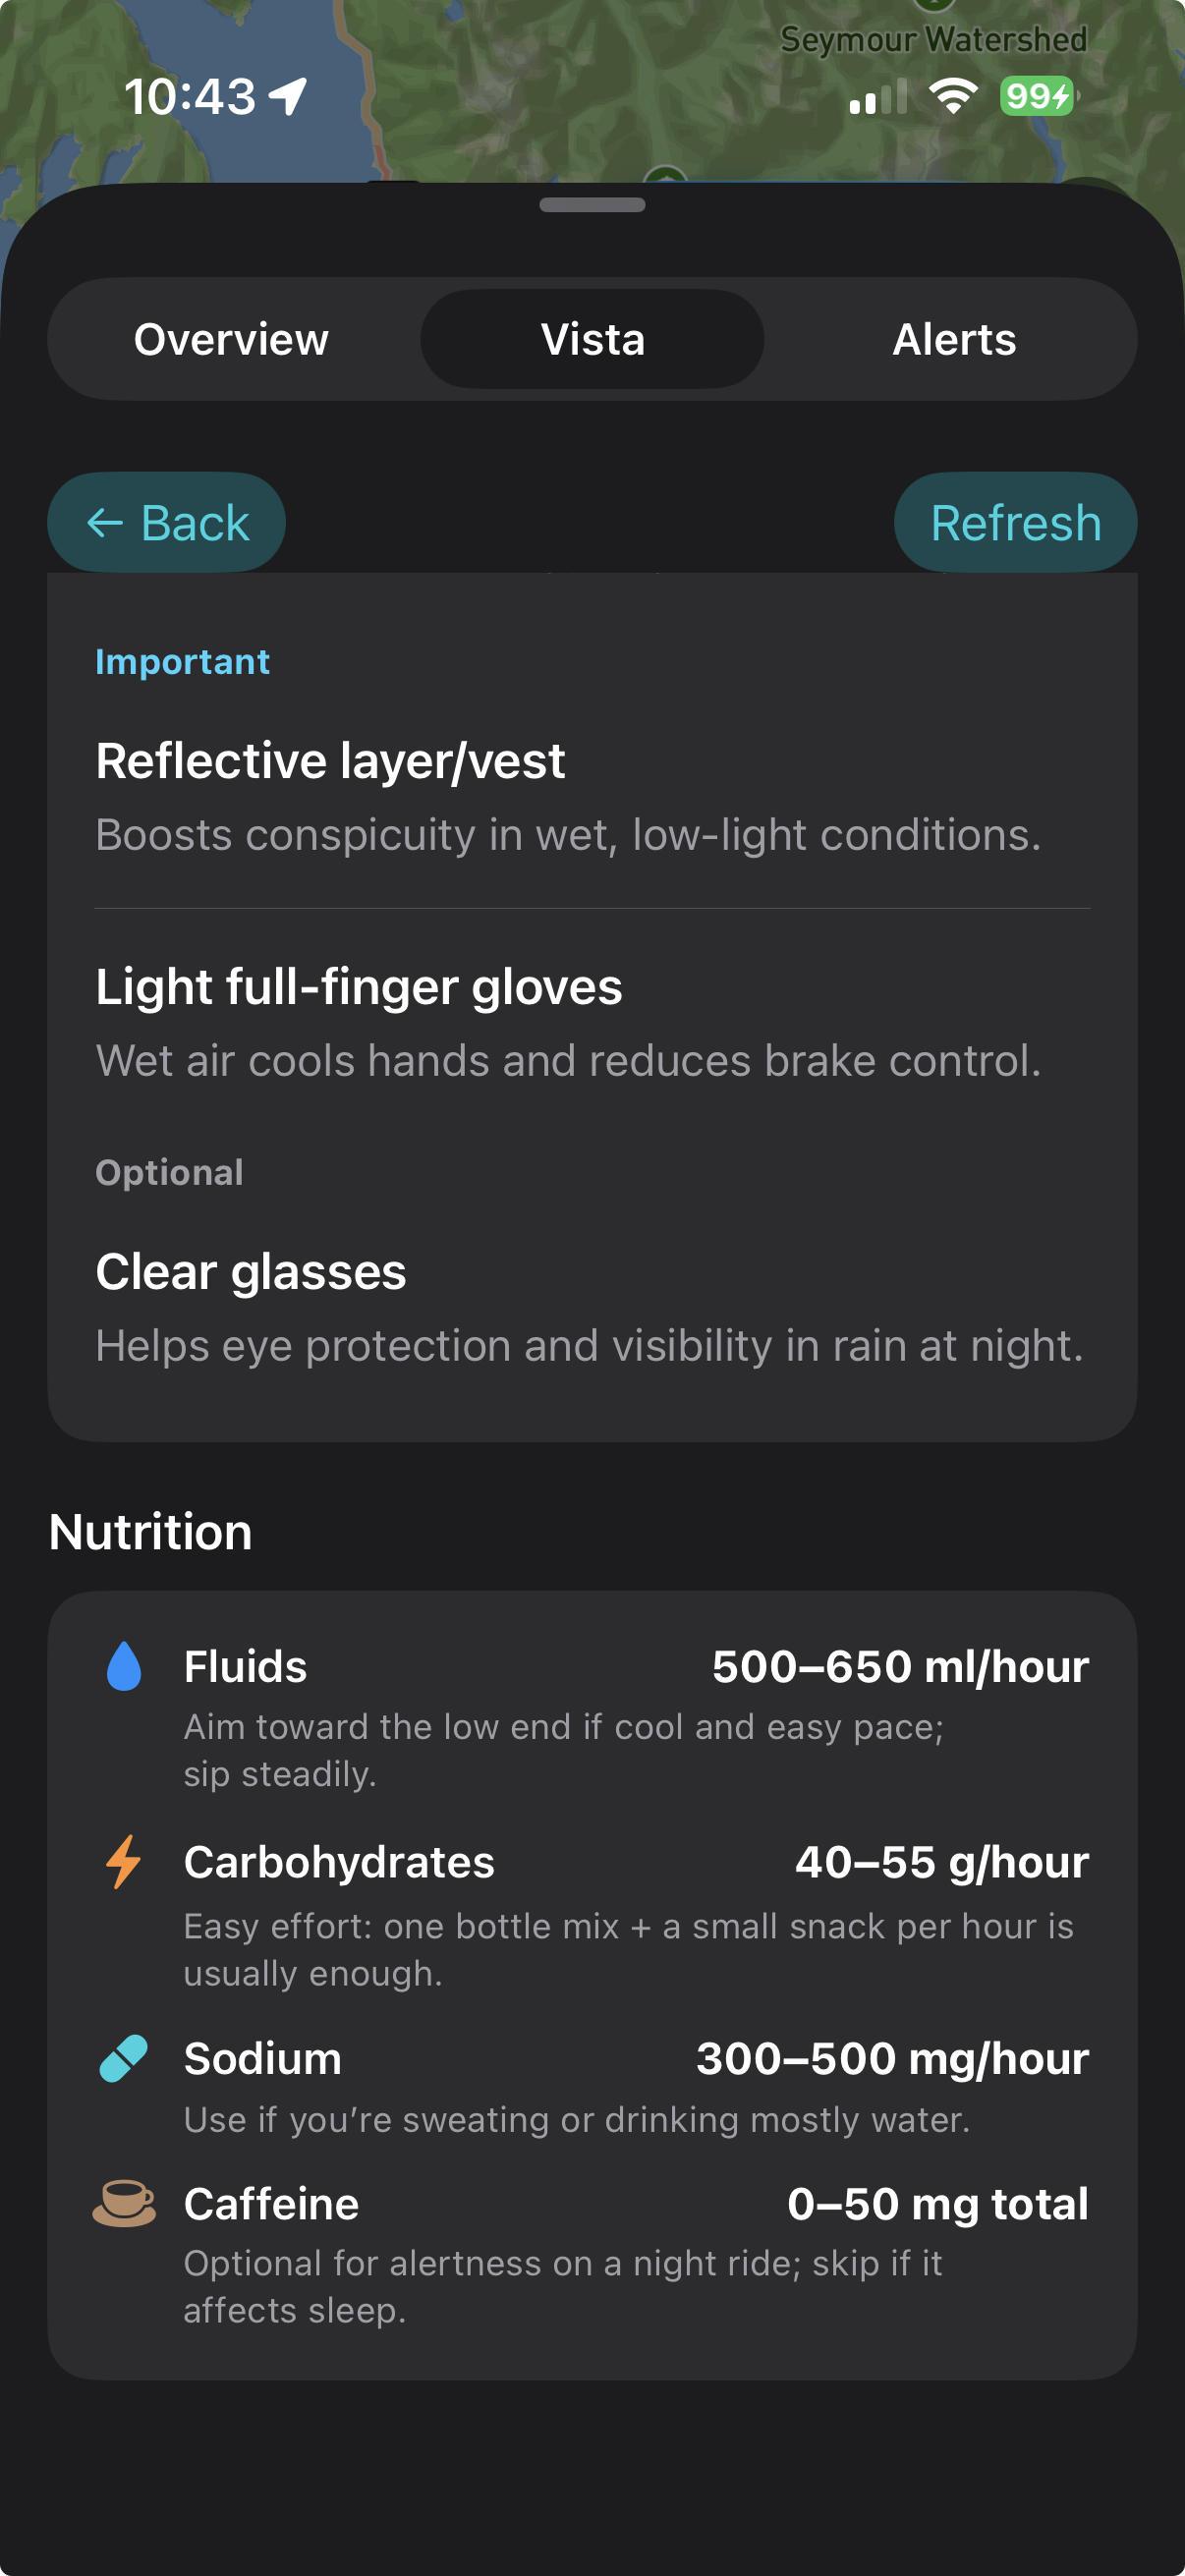 Seymour Watershed
10:43
99
Overview
Vista
Alerts
← Back
Refresh
Important
Reflective layer/vest
Boosts conspicuity in wet, low-light conditions.
Light full-finger gloves
Wet air cools hands and reduces brake control.
Optional
Clear glasses
Helps eye protection and visibility in rain at night.
Nutrition
Fluids 500–650 ml/hour
Aim toward the low end if cool and easy pace;
sip steadily.
Carbohydrates 40–55 g/hour
Easy effort: one bottle mix + a small snack per hour is
usually enough.
Sodium 300–500 mg/hour
Use if you’re sweating or drinking mostly water.
Caffeine 0–50 mg total
Optional for alertness on a night ride; skip if it
affects sleep.